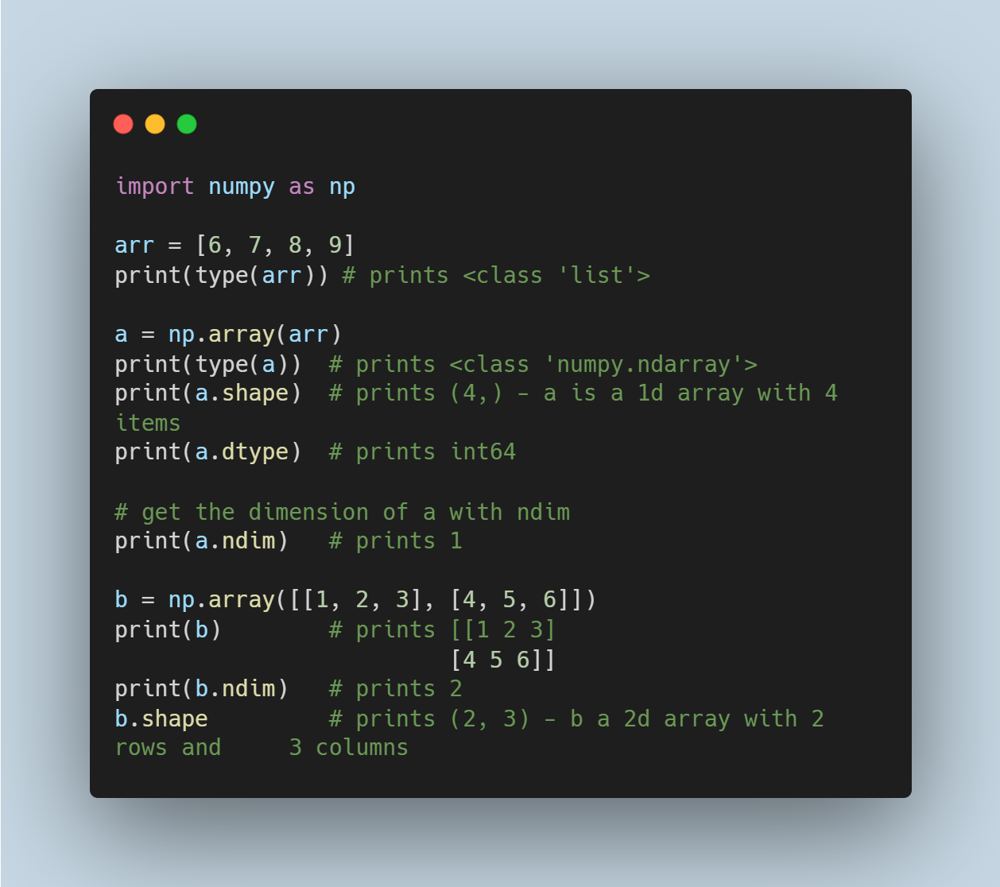 import numpy as np
arr = [6, 7, 8, 9]
print(type(arr)) # prints <class 'list'>
a = np.array(arr)
print(type(a))  # prints <class 'numpy.ndarray'>
print(a.shape)  # prints (4,) - a is a 1d array with 4
items
print(a.dtype)  # prints int64
# get the dimension of a with ndim
print(a.ndim)   # prints 1
b = np.array([[1, 2, 3], [4, 5, 6]])
print(b)        # prints [[1 2 3]
                         [4 5 6]]
print(b.ndim)   # prints 2
b.shape         # prints (2, 3) - b a 2d array with 2
rows and     3 columns